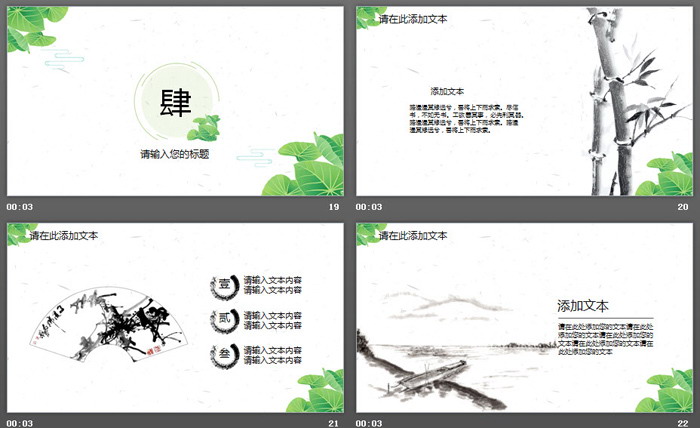 肆
请输入您的标题
00:03
19
请在此添加文本
添加文本
路漫漫其修远兮，吾将上下而求索。尽信
书，不如无书。工欲善其事，必先利其器。
路漫漫其修远兮，吾将上下而求索。路漫
漫其修远兮，吾将上下而求索。
00:03
20
请在此添加文本
壹
请输入文本内容
请输入文本内容
贰
请输入文本内容
请输入文本内容
叁
请输入文本内容
请输入文本内容
00:03
21
请在此添加文本
添加文本
请在此处添加您的文本请在此处
添加您的文本请在此处添加您的
文本请在此处添加您的文本请在
此处添加您的文本
00:03
22